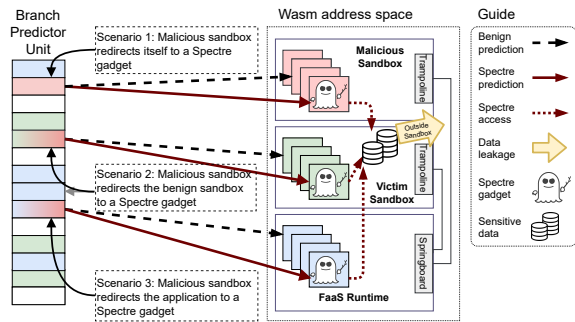 Branch
Predictor
Unit
Scenario 1: Malicious sandbox
redirects itself to a Spectre
gadget
Scenario 2: Malicious sandbox
redirects the benign sandbox
to a Spectre gadget
Scenario 3: Malicious sandbox
redirects the application to a
Spectre gadget
Wasm address space
Malicious
Sandbox
Trampoline
Outside
Sandbox
Victim
Sandbox
Trampoline
FaaS Runtime
Springboard
Guide
Benign
prediction
Spectre
prediction
Spectre
access
Data
leakage
Spectre
gadget
Sensitive
data